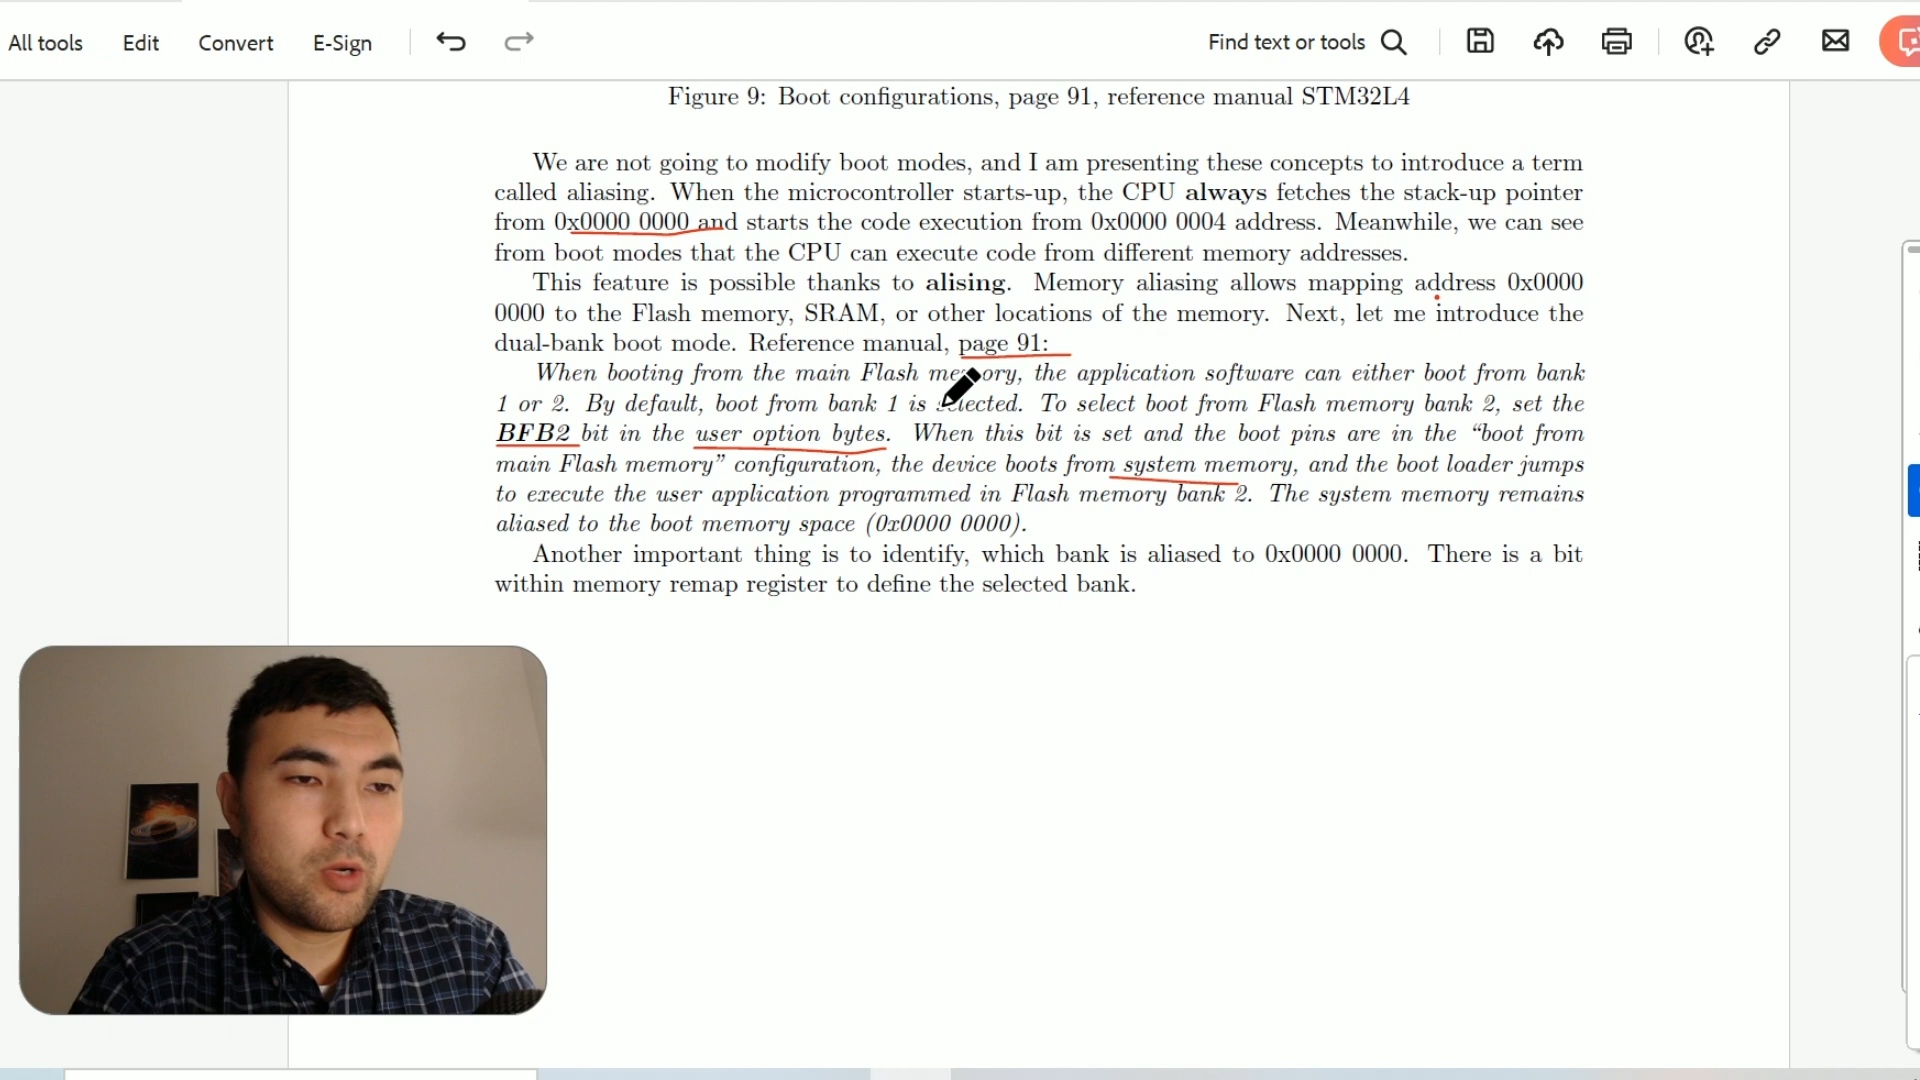 All tools Edit Convert E-Sign Find text or tools
Figure 9: Boot configurations, page 91, reference manual STM32L4
We are not going to modify boot modes, and I am presenting these concepts to introduce a term
called aliasing. When the microcontroller starts-up, the CPU always fetches the stack-up pointer
from 0x0000 0000 and starts the code execution from 0x0000 0004 address. Meanwhile, we can see
from boot modes that the CPU can execute code from different memory addresses.
This feature is possible thanks to alising. Memory aliasing allows mapping address 0x0000
0000 to the Flash memory, SRAM, or other locations of the memory. Next, let me introduce the
dual-bank boot mode. Reference manual, page 91:
When booting from the main Flash memory, the application software can either boot from bank
1 or 2. By default, boot from bank 1 is selected. To select boot from Flash memory bank 2, set the
BFB2 bit in the user option bytes. When this bit is set and the boot pins are in the “boot from
main Flash memory” configuration, the device boots from system memory, and the boot loader jumps
to execute the user application programmed in Flash memory bank 2. The system memory remains
aliased to the boot memory space (0x0000 0000).
Another important thing is to identify, which bank is aliased to 0x0000 0000. There is a bit
within memory remap register to define the selected bank.